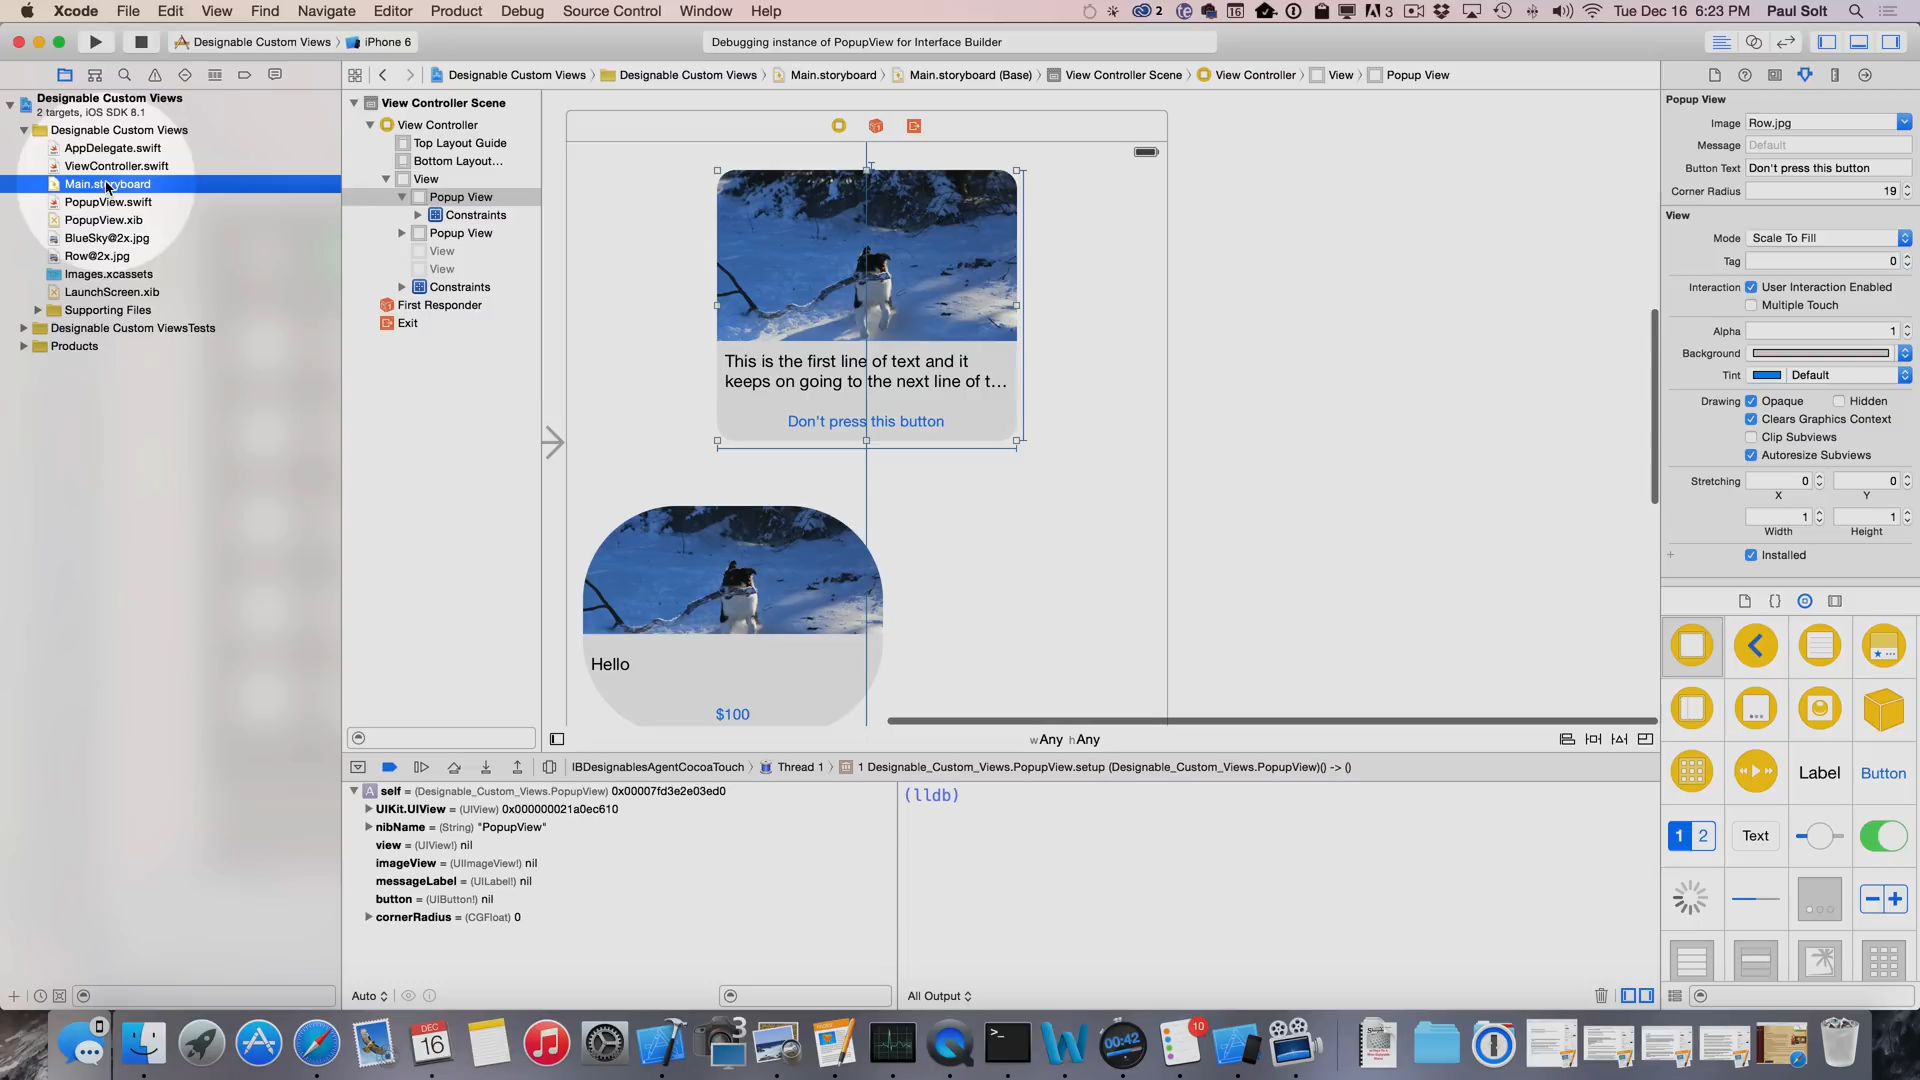 Xcode File Edit View Find Navigate Editor Product Debug Source Control Window Help
2 16 3 Tue Dec 16 6:23 PM Paul Solt
Designable Custom Views iPhone 6
Debugging instance of PopupView for Interface Builder
Designable Custom Views Designable Custom Views Main.storyboard Main.storyboard (Base) View Controller Scene View Controller View Popup View
Designable Custom Views
2 targets, iOS SDK 8.1
Designable Custom Views
AppDelegate.swift
ViewController.swift
Main.storyboard
PopupView.swift
PopupView.xib
BlueSky@2x.jpg
Row@2x.jpg
Images.xcassets
LaunchScreen.xib
Supporting Files
Designable Custom ViewsTests
Products
View Controller Scene
View Controller
Top Layout Guide
Bottom Layout...
View
Popup View
Constraints
Popup View
View
View
Constraints
First Responder
Exit
This is the first line of text and it
keeps on going to the next line of t...
Don't press this button
Hello
$100
wAny hAny
Popup View
Image Row.jpg
Message Default
Button Text Don't press this button
Corner Radius 19
View
Mode Scale To Fill
Tag 0
Interaction User Interaction Enabled
Multiple Touch
Alpha 1
Background
Tint Default
Drawing Opaque Hidden
Clears Graphics Context
Clip Subviews
Autoresize Subviews
Stretching 0 0
X Y
1 1
Width Height
+ Installed
Label Button
1 2 Text
IBDesignablesAgentCocoaTouch Thread 1 1 Designable_Custom_Views.PopupView.setup (Designable_Custom_Views.PopupView)() -> ()
A self = (Designable_Custom_Views.PopupView) 0x00007fd3e2e03ed0
UIKit.UIView = (UIView) 0x000000021a0ec610
nibName = (String) "PopupView"
view = (UIView!) nil
imageView = (UIImageView!) nil
messageLabel = (UILabel!) nil
button = (UIButton!) nil
cornerRadius = (CGFloat) 0
(lldb)
Auto
All Output
DEC
16
3
00:42
10